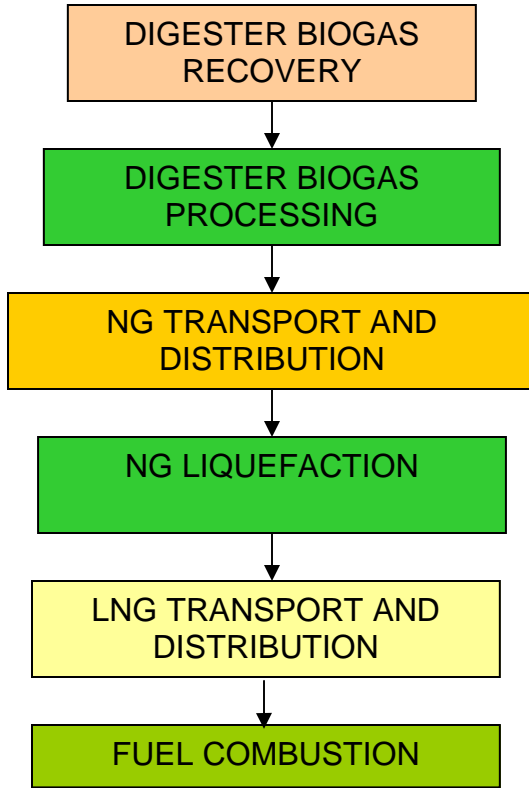 DIGESTER BIOGAS
RECOVERY
DIGESTER BIOGAS
PROCESSING
NG TRANSPORT AND
DISTRIBUTION
NG LIQUEFACTION
LNG TRANSPORT AND
DISTRIBUTION
FUEL COMBUSTION